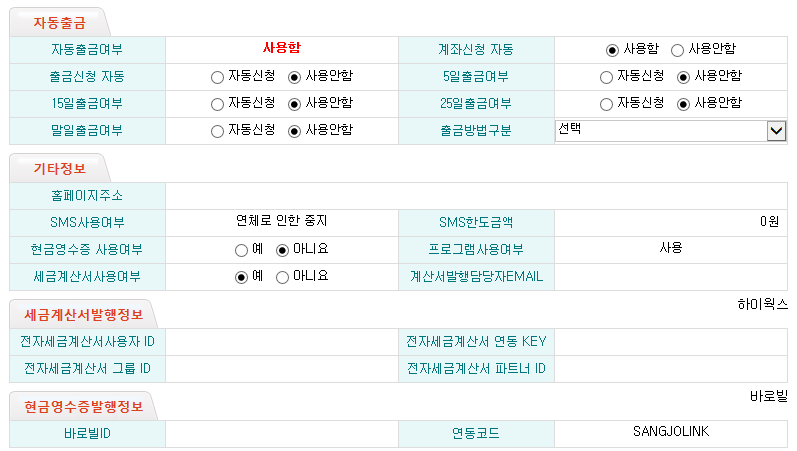 자동출금
자동출금여부 사용함 계좌신청 자동 사용함 사용안함
출금신청 자동 자동신청 사용안함 5일출금여부 자동신청 사용안함
15일출금여부 자동신청 사용안함 25일출금여부 자동신청 사용안함
말일출금여부 자동신청 사용안함 출금방법구분 선택
기타정보
홈페이지주소
SMS사용여부 연체로 인한 중지 SMS한도금액 0원
현금영수증 사용여부 예 아니요 프로그램사용여부 사용
세금계산서사용여부 예 아니요 계산서발행담당자EMAIL
세금계산서발행정보 하이웍스
전자세금계산서사용자 ID 전자세금계산서 연동 KEY
전자세금계산서 그룹 ID 전자세금계산서 파트너 ID
현금영수증발행정보 바로빌
바로빌ID 연동코드 SANGJOLINK